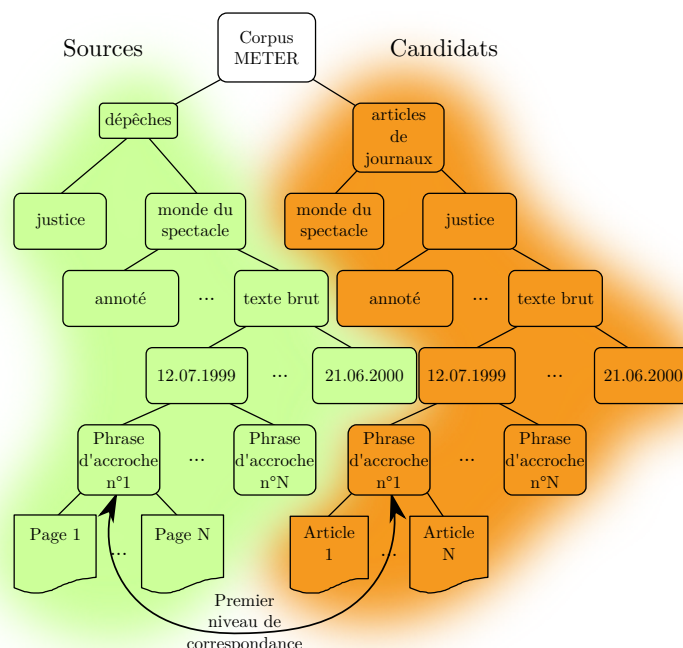 Sources
Corpus
METER
Candidats
dépêches
articles
de
journaux
justice
monde du
spectacle
monde du
spectacle
justice
annoté
...
texte brut
annoté
...
texte brut
12.07.1999
...
21.06.2000
12.07.1999
...
21.06.2000
Phrase
d'accroche
n°1
...
Phrase
d'accroche
n°N
Phrase
d'accroche
n°1
...
Phrase
d'accroche
n°N
Page 1
...
Page N
Article
1
...
Article
N
Premier
niveau de
correspondance